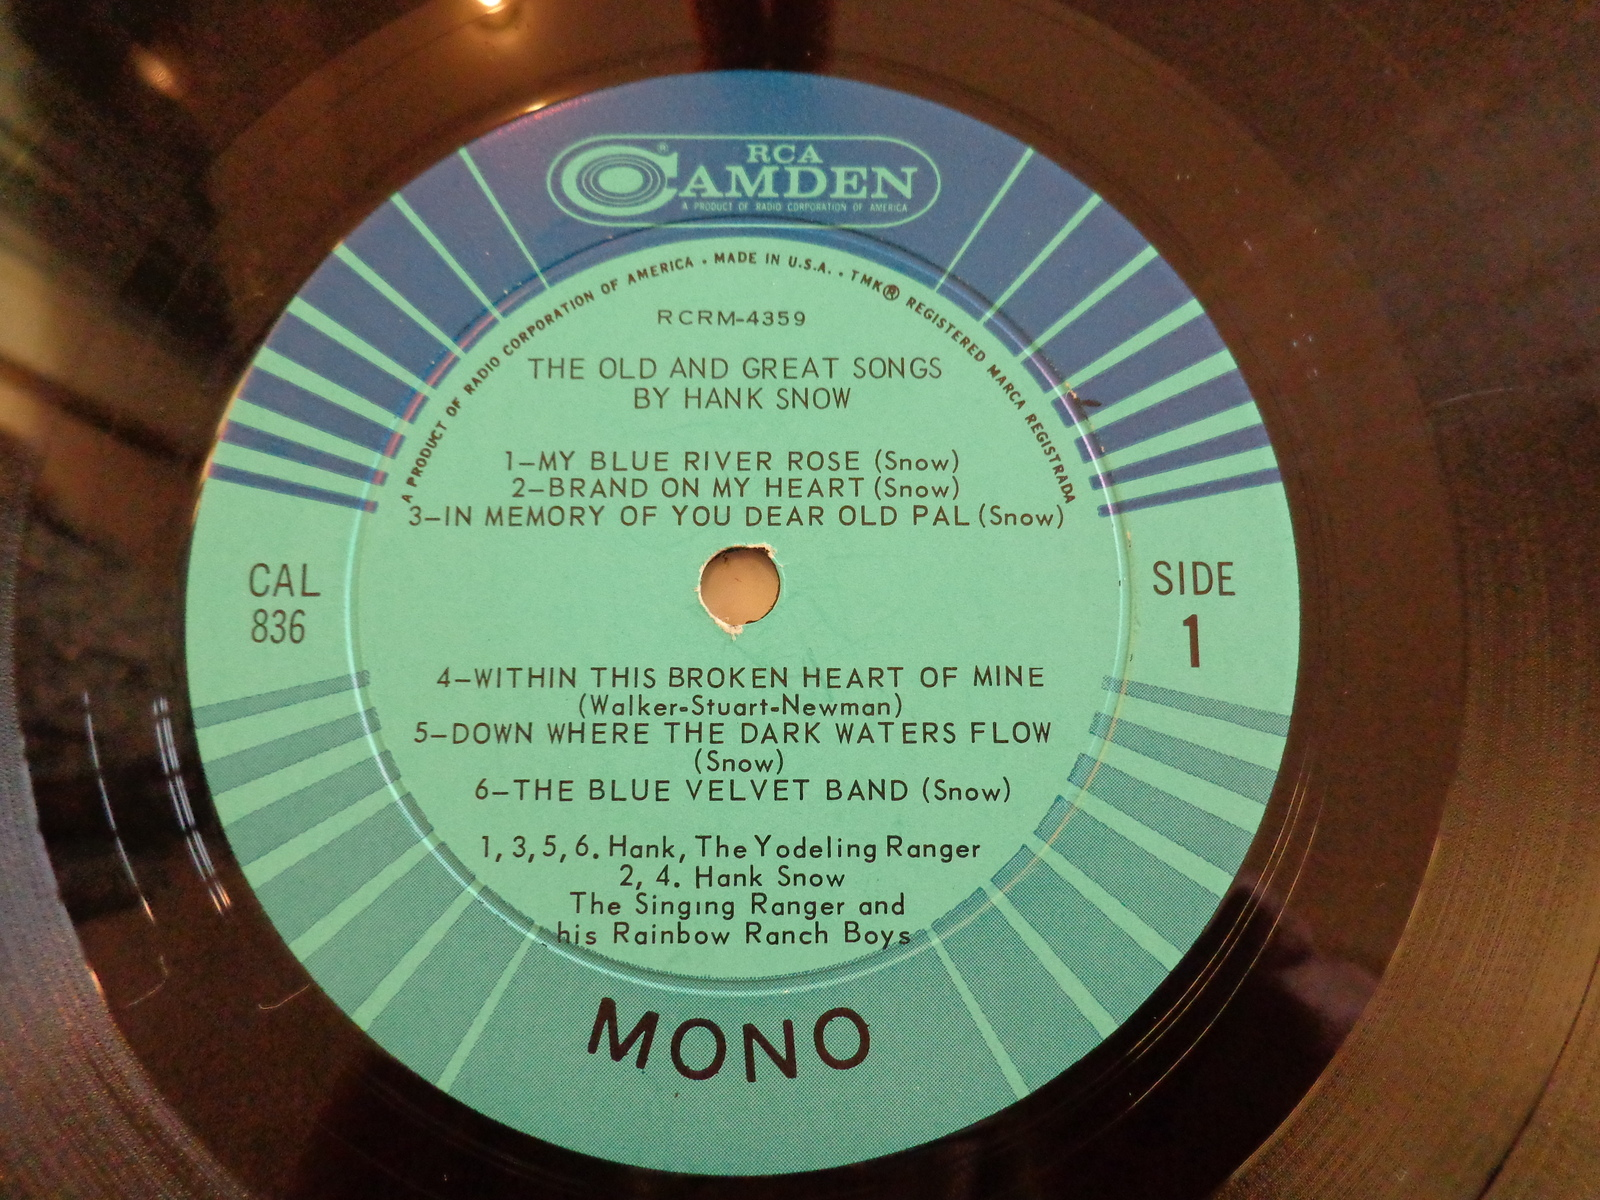 RCA
CAMDEN
®
A PRODUCT OF RADIO CORPORATION OF AMERICA
A PRODUCT OF RADIO CORPORATION OF AMERICA • MADE IN U.S.A. • TMK® REGISTERED MARCA REGISTRADA
RCRM-4359
THE OLD AND GREAT SONGS
BY HANK SNOW
1–MY BLUE RIVER ROSE (Snow)
2–BRAND ON MY HEART (Snow)
3–IN MEMORY OF YOU DEAR OLD PAL (Snow)
CAL
836
SIDE
1
4–WITHIN THIS BROKEN HEART OF MINE
(Walker-Stuart-Newman)
5–DOWN WHERE THE DARK WATERS FLOW
(Snow)
6–THE BLUE VELVET BAND (Snow)
1, 3, 5, 6. Hank, The Yodeling Ranger
2, 4. Hank Snow
The Singing Ranger and
his Rainbow Ranch Boys
MONO